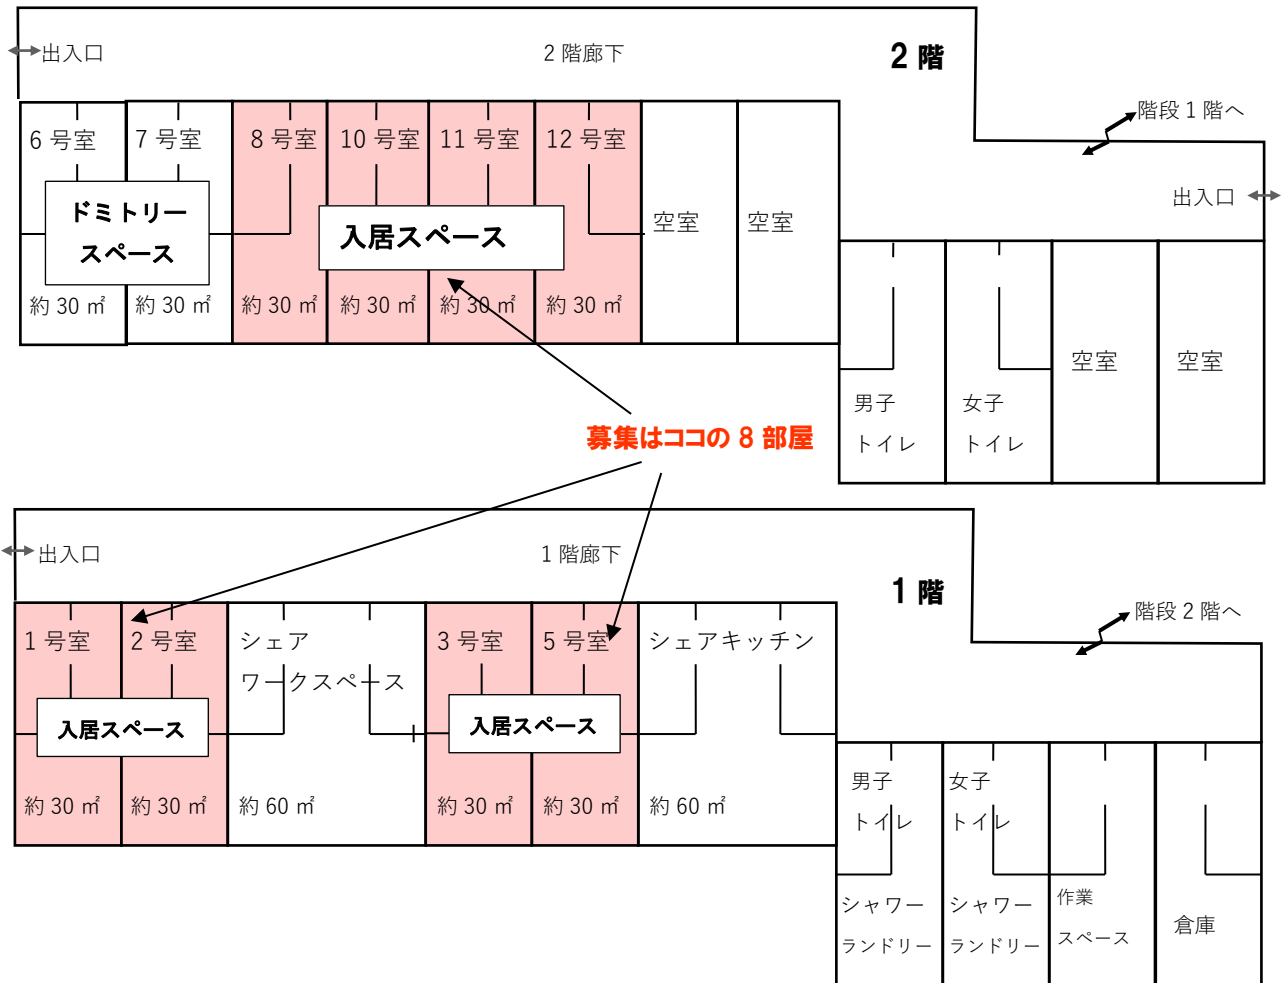 出入口
2 階廊下
2 階
階段 1 階へ
出入口
6 号室
7 号室
8 号室
10 号室
11 号室
12 号室
ドミトリー
スペース
入居スペース
空室
空室
約 30 ㎡
約 30 ㎡
約 30 ㎡
約 30 ㎡
約 30 ㎡
約 30 ㎡
男子
トイレ
女子
トイレ
空室
空室
募集はココの 8 部屋
出入口
1 階廊下
1 階
階段 2 階へ
1 号室
2 号室
シェア
ワークスペース
3 号室
5 号室
シェアキッチン
入居スペース
入居スペース
約 30 ㎡
約 30 ㎡
約 60 ㎡
約 30 ㎡
約 30 ㎡
約 60 ㎡
男子
トイレ
シャワー
ランドリー
女子
トイレ
シャワー
ランドリー
作業
スペース
倉庫